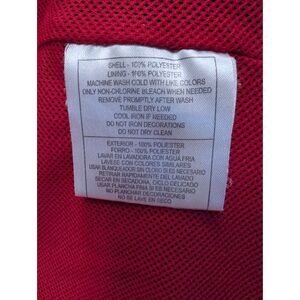 SHELL - 100% POLYESTER
LINING - 100% POLYESTER
MACHINE WASH COLD WITH LIKE COLORS
ONLY NON-CHLORINE BLEACH WHEN NEEDED
REMOVE PROMPTLY AFTER WASH
TUMBLE DRY LOW
COOL IRON IF NEEDED
DO NOT IRON DECORATIONS
DO NOT DRY CLEAN
EXTERIOR - 100% POLYESTER
FORRO - 100% POLYESTER
LAVAR EN LAVADORA CON AGUA FRIA
LAVESE CON COLORES SIMILARES
USAR BLANQUEADOR SIN CLORO SI ES NECESARIO
RETIRAR RAPIDAMENTE DEL LAVADO
SECAR EN SECADORA, CICLO DELICADO
USAR PLANCHA FRIA SI ES NECESARIO
NO PLANCHAR DECORACIONES
NO SE LAVE EN SECO